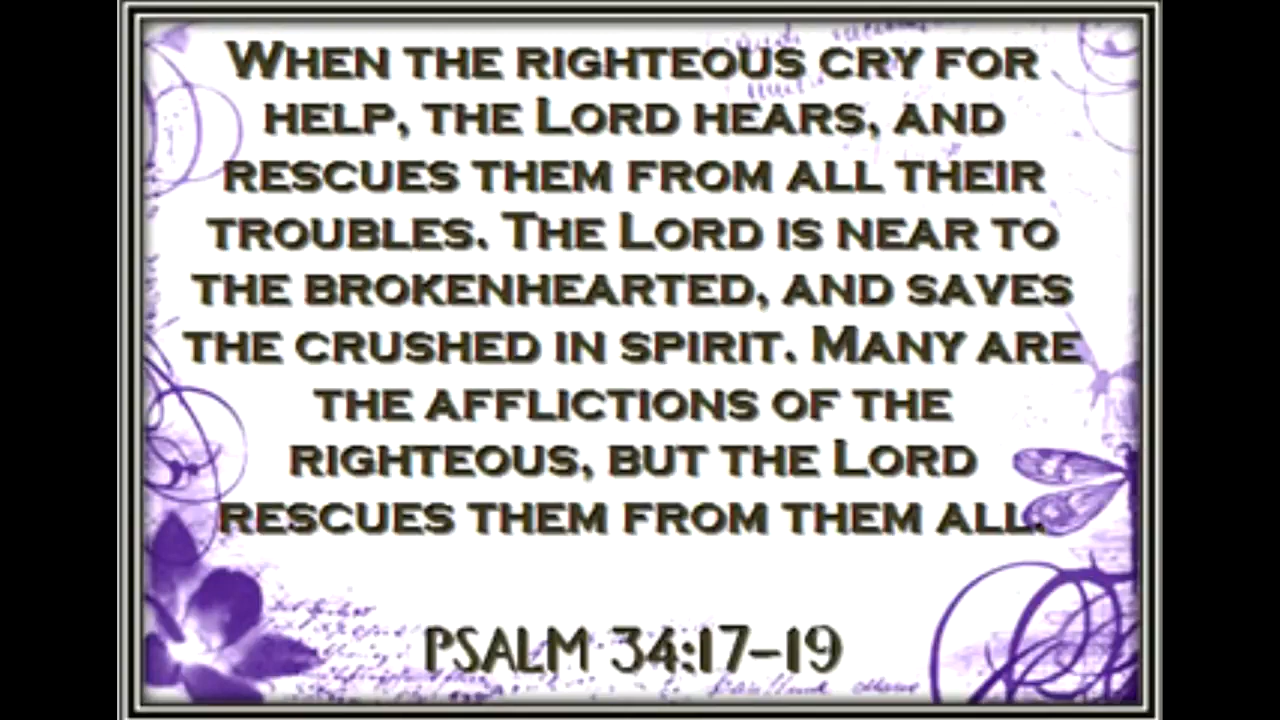 When the righteous cry for
help, the Lord hears, and
rescues them from all their
troubles. The Lord is near to
the brokenhearted, and saves
the crushed in spirit. Many are
the afflictions of the
righteous, but the Lord
rescues them from them all.
PSALM 34:17–19